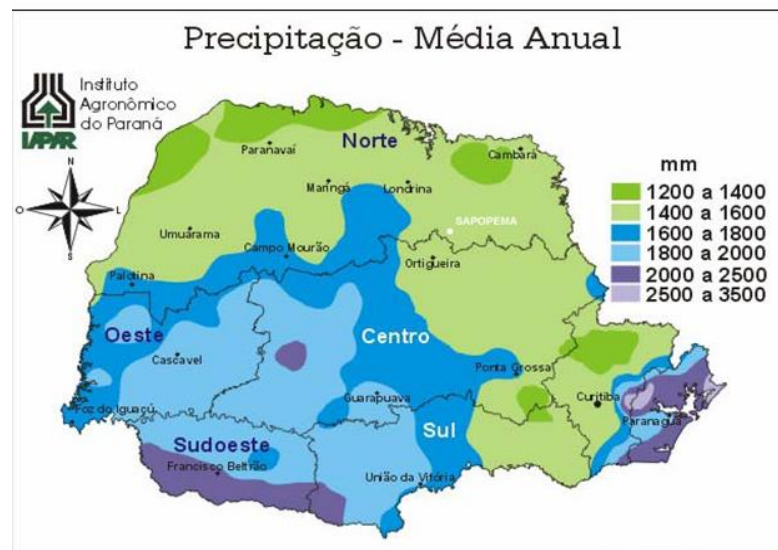 Precipitação - Média Anual
Instituto
Agronômico
do Paraná
IAPAR
N
O
L
S
Norte
Paranavaí
Cambará
Maringá
Londrina
SAPOPEMA
Umuarama
Campo Mourão
Ortigueira
Palotina
Oeste
Centro
Cascavel
Ponta Grossa
Foz do Iguaçú
Guarapuava
Curitiba
Paranagua
Sul
Sudoeste
Francisco Beltrão
União da Vitória
mm
1200 a 1400
1400 a 1600
1600 a 1800
1800 a 2000
2000 a 2500
2500 a 3500